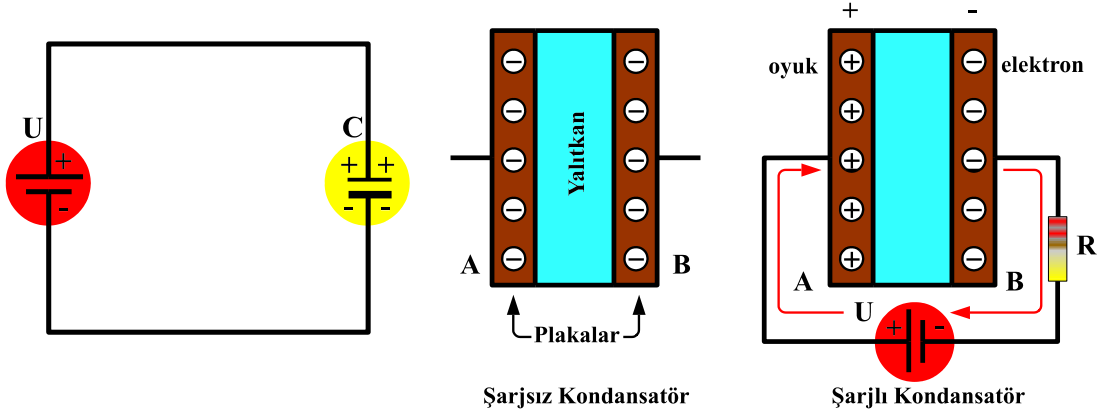 U
+
-
C
+ +
- -
Yalıtkan
A
B
Plakalar
Şarjsız Kondansatör
+ -
oyuk
elektron
A
B
R
U
+ -
Şarjlı Kondansatör